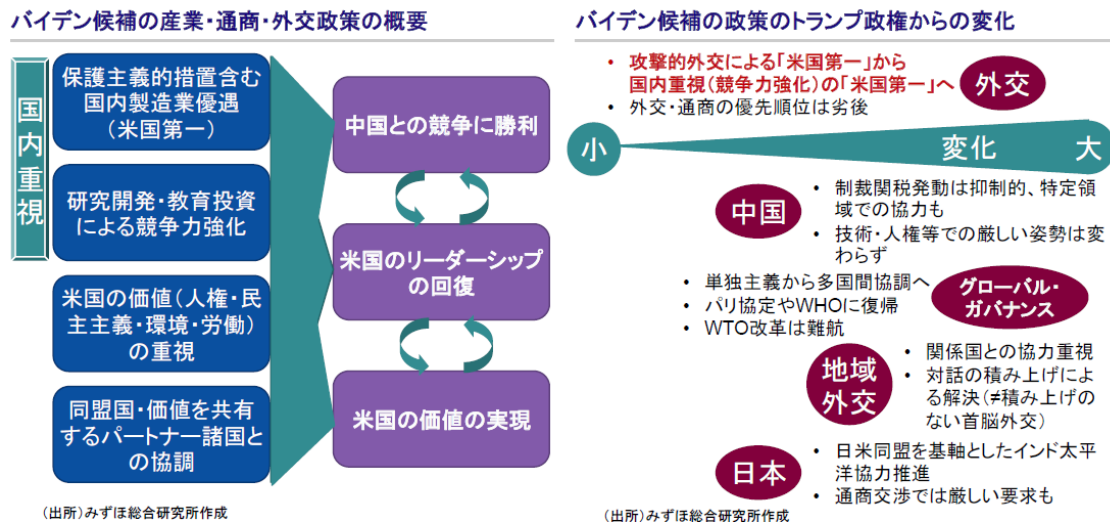 バイデン候補の産業・通商・外交政策の概要
国内重視
保護主義的措置含む
国内製造業優遇
(米国第一)
研究開発・教育投資
による競争力強化
米国の価値(人権・民
主主義・環境・労働)
の重視
同盟国・価値を共有
するパートナー諸国と
の協調
中国との競争に勝利
米国のリーダーシップ
の回復
米国の価値の実現
(出所)みずほ総合研究所作成
バイデン候補の政策のトランプ政権からの変化
• 攻撃的外交による「米国第一」から
国内重視(競争力強化)の「米国第一」へ
• 外交・通商の優先順位は劣後
外交
小
変化
大
中国
• 制裁関税発動は抑制的、特定領
域での協力も
• 技術・人権等での厳しい姿勢は変
わらず
• 単独主義から多国間協調へ
• パリ協定やWHOに復帰
• WTO改革は難航
グローバル・
ガバナンス
地域
外交
• 関係国との協力重視
• 対話の積み上げによ
る解決(≠積み上げの
ない首脳外交)
日本
• 日米同盟を基軸としたインド太平
洋協力推進
• 通商交渉では厳しい要求も
(出所)みずほ総合研究所作成